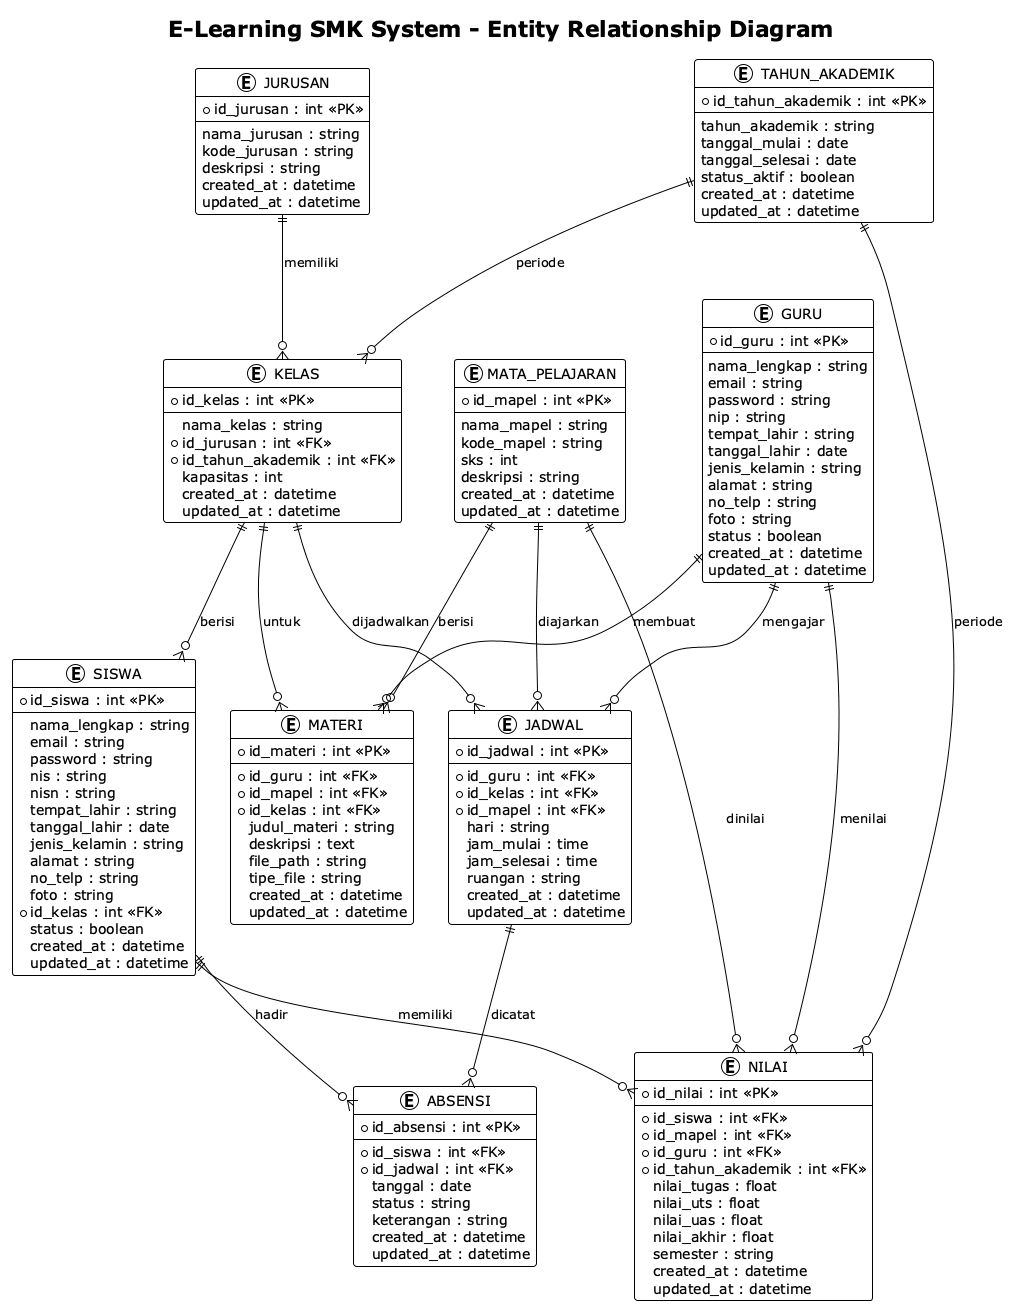 E-Learning SMK System - Entity Relationship Diagram
E JURUSAN
id_jurusan : int «PK»
nama_jurusan : string
kode_jurusan : string
deskripsi : string
created_at : datetime
updated_at : datetime
E TAHUN_AKADEMIK
id_tahun_akademik : int «PK»
tahun_akademik : string
tanggal_mulai : date
tanggal_selesai : date
status_aktif : boolean
created_at : datetime
updated_at : datetime
memiliki
periode
E KELAS
id_kelas : int «PK»
nama_kelas : string
id_jurusan : int «FK»
id_tahun_akademik : int «FK»
kapasitas : int
created_at : datetime
updated_at : datetime
E MATA_PELAJARAN
id_mapel : int «PK»
nama_mapel : string
kode_mapel : string
sks : int
deskripsi : string
created_at : datetime
updated_at : datetime
E GURU
id_guru : int «PK»
nama_lengkap : string
email : string
password : string
nip : string
tempat_lahir : string
tanggal_lahir : date
jenis_kelamin : string
alamat : string
no_telp : string
foto : string
status : boolean
created_at : datetime
updated_at : datetime
berisi
untuk
dijadwalkan
berisi
diajarkan
membuat
mengajar
periode
E SISWA
id_siswa : int «PK»
nama_lengkap : string
email : string
password : string
nis : string
nisn : string
tempat_lahir : string
tanggal_lahir : date
jenis_kelamin : string
alamat : string
no_telp : string
foto : string
id_kelas : int «FK»
status : boolean
created_at : datetime
updated_at : datetime
E MATERI
id_materi : int «PK»
id_guru : int «FK»
id_mapel : int «FK»
id_kelas : int «FK»
judul_materi : string
deskripsi : text
file_path : string
tipe_file : string
created_at : datetime
updated_at : datetime
E JADWAL
id_jadwal : int «PK»
id_guru : int «FK»
id_kelas : int «FK»
id_mapel : int «FK»
hari : string
jam_mulai : time
jam_selesai : time
ruangan : string
created_at : datetime
updated_at : datetime
dinilai
menilai
hadir
memiliki
dicatat
E ABSENSI
id_absensi : int «PK»
id_siswa : int «FK»
id_jadwal : int «FK»
tanggal : date
status : string
keterangan : string
created_at : datetime
updated_at : datetime
E NILAI
id_nilai : int «PK»
id_siswa : int «FK»
id_mapel : int «FK»
id_guru : int «FK»
id_tahun_akademik : int «FK»
nilai_tugas : float
nilai_uts : float
nilai_uas : float
nilai_akhir : float
semester : string
created_at : datetime
updated_at : datetime